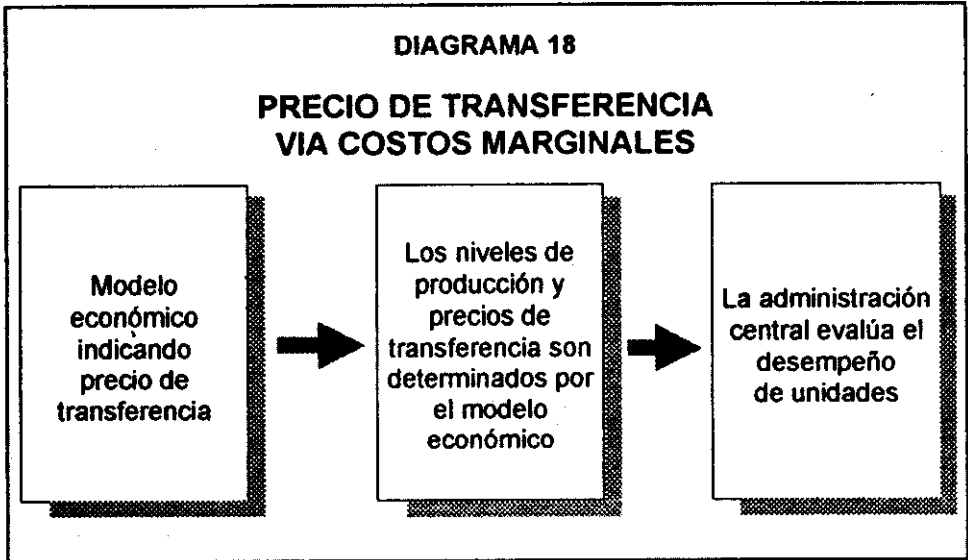 DIAGRAMA 18
PRECIO DE TRANSFERENCIA
VIA COSTOS MARGINALES
Modelo
económico
indicando
precio de
transferencia
Los niveles de
producción y
precios de
transferencia son
determinados por
el modelo
económico
La administración
central evalúa el
desempeño
de unidades